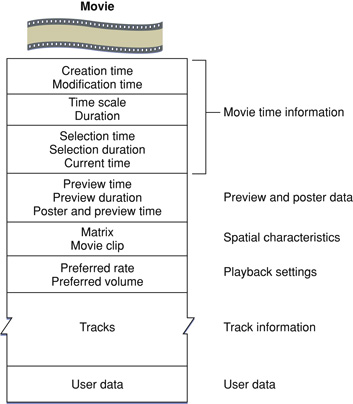 Movie
Creation time
Modification time
Time scale
Duration
Selection time
Selection duration
Current time
Movie time information
Preview time
Preview duration
Poster and preview time
Preview and poster data
Matrix
Movie clip
Spatial characteristics
Preferred rate
Preferred volume
Playback settings
Tracks
Track information
User data
User data